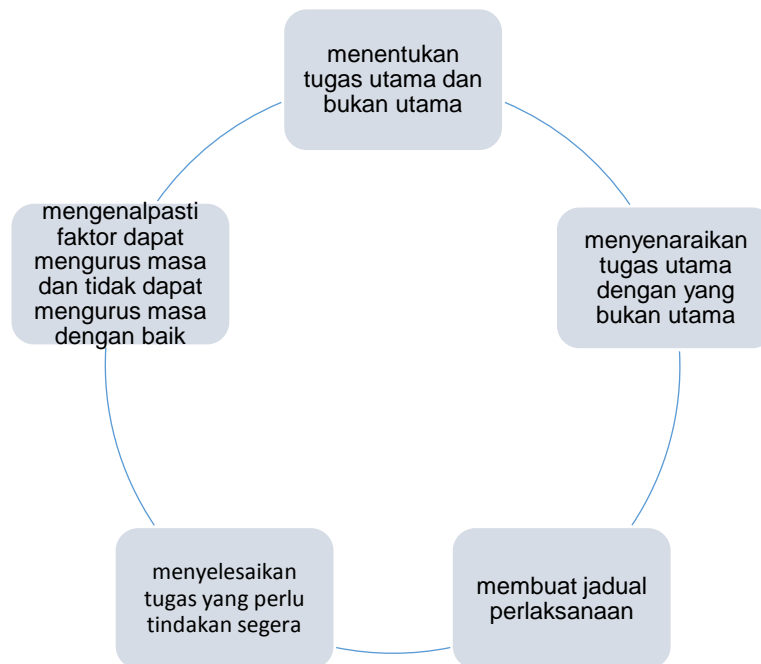 menentukan
tugas utama dan
bukan utama
menyenaraikan
tugas utama
dengan yang
bukan utama
membuat jadual
perlaksanaan
menyelesaikan
tugas yang perlu
tindakan segera
mengenalpasti
faktor dapat
mengurus masa
dan tidak dapat
mengurus masa
dengan baik